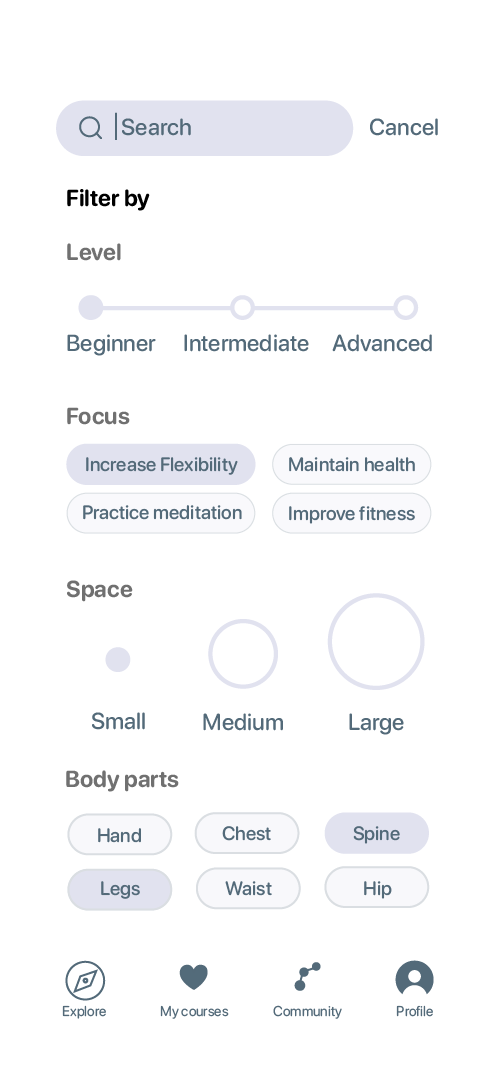 Search Cancel
Filter by
Level
Beginner Intermediate Advanced
Focus
Increase Flexibility Maintain health
Practice meditation Improve fitness
Space
Small Medium Large
Body parts
Hand Chest Spine
Legs Waist Hip
Explore My courses Community Profile